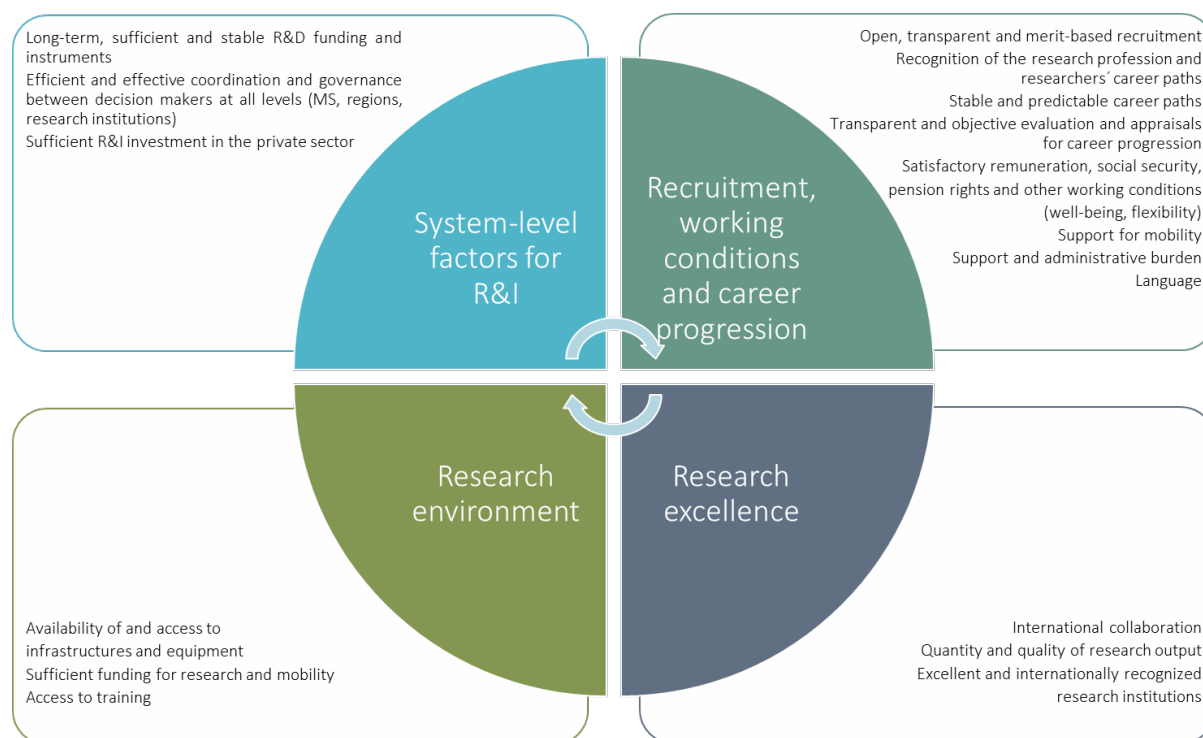 Long-term, sufficient and stable R&D funding and
instruments
Efficient and effective coordination and governance
between decision makers at all levels (MS, regions,
research institutions)
Sufficient R&I investment in the private sector
Open, transparent and merit-based recruitment
Recognition of the research profession and
researchers´ career paths
Stable and predictable career paths
Transparent and objective evaluation and appraisals
for career progression
Satisfactory remuneration, social security,
pension rights and other working conditions
(well-being, flexibility)
Support for mobility
Support and administrative burden
Language
System-level
factors for
R&I
Recruitment,
working
conditions
and career
progression
Research
environment
Research
excellence
Availability of and access to
infrastructures and equipment
Sufficient funding for research and mobility
Access to training
International collaboration
Quantity and quality of research output
Excellent and internationally recognized
research institutions